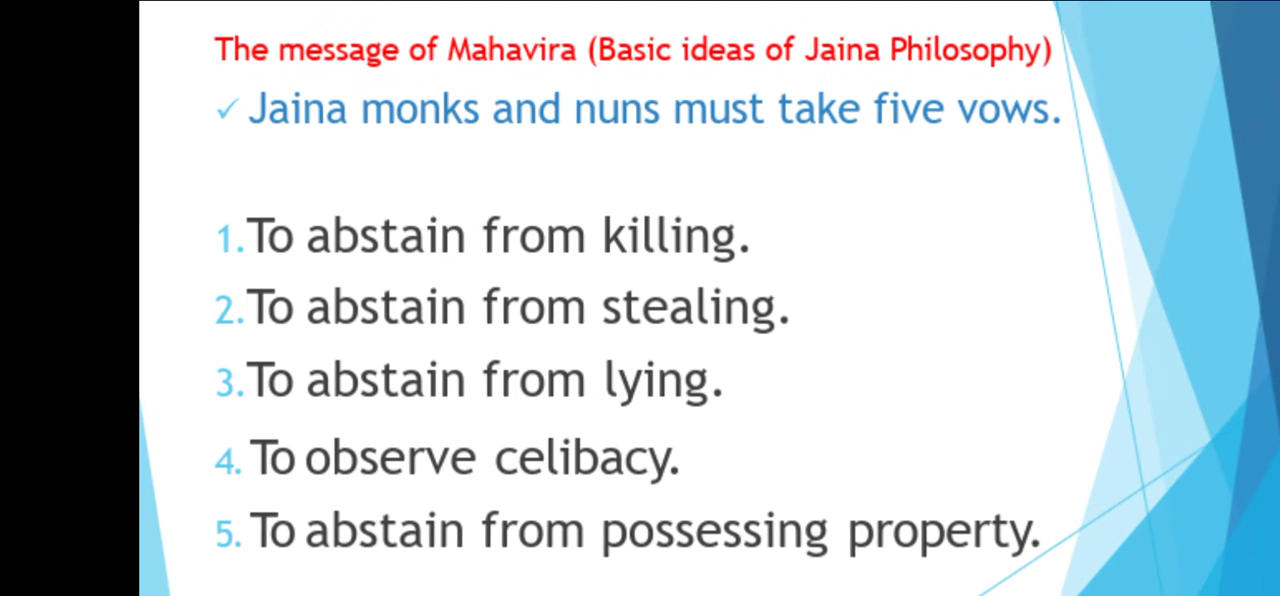 The message of Mahavira (Basic ideas of Jaina Philosophy)
✓ Jaina monks and nuns must take five vows.
1. To abstain from killing.
2. To abstain from stealing.
3. To abstain from lying.
4. To observe celibacy.
5. To abstain from possessing property.